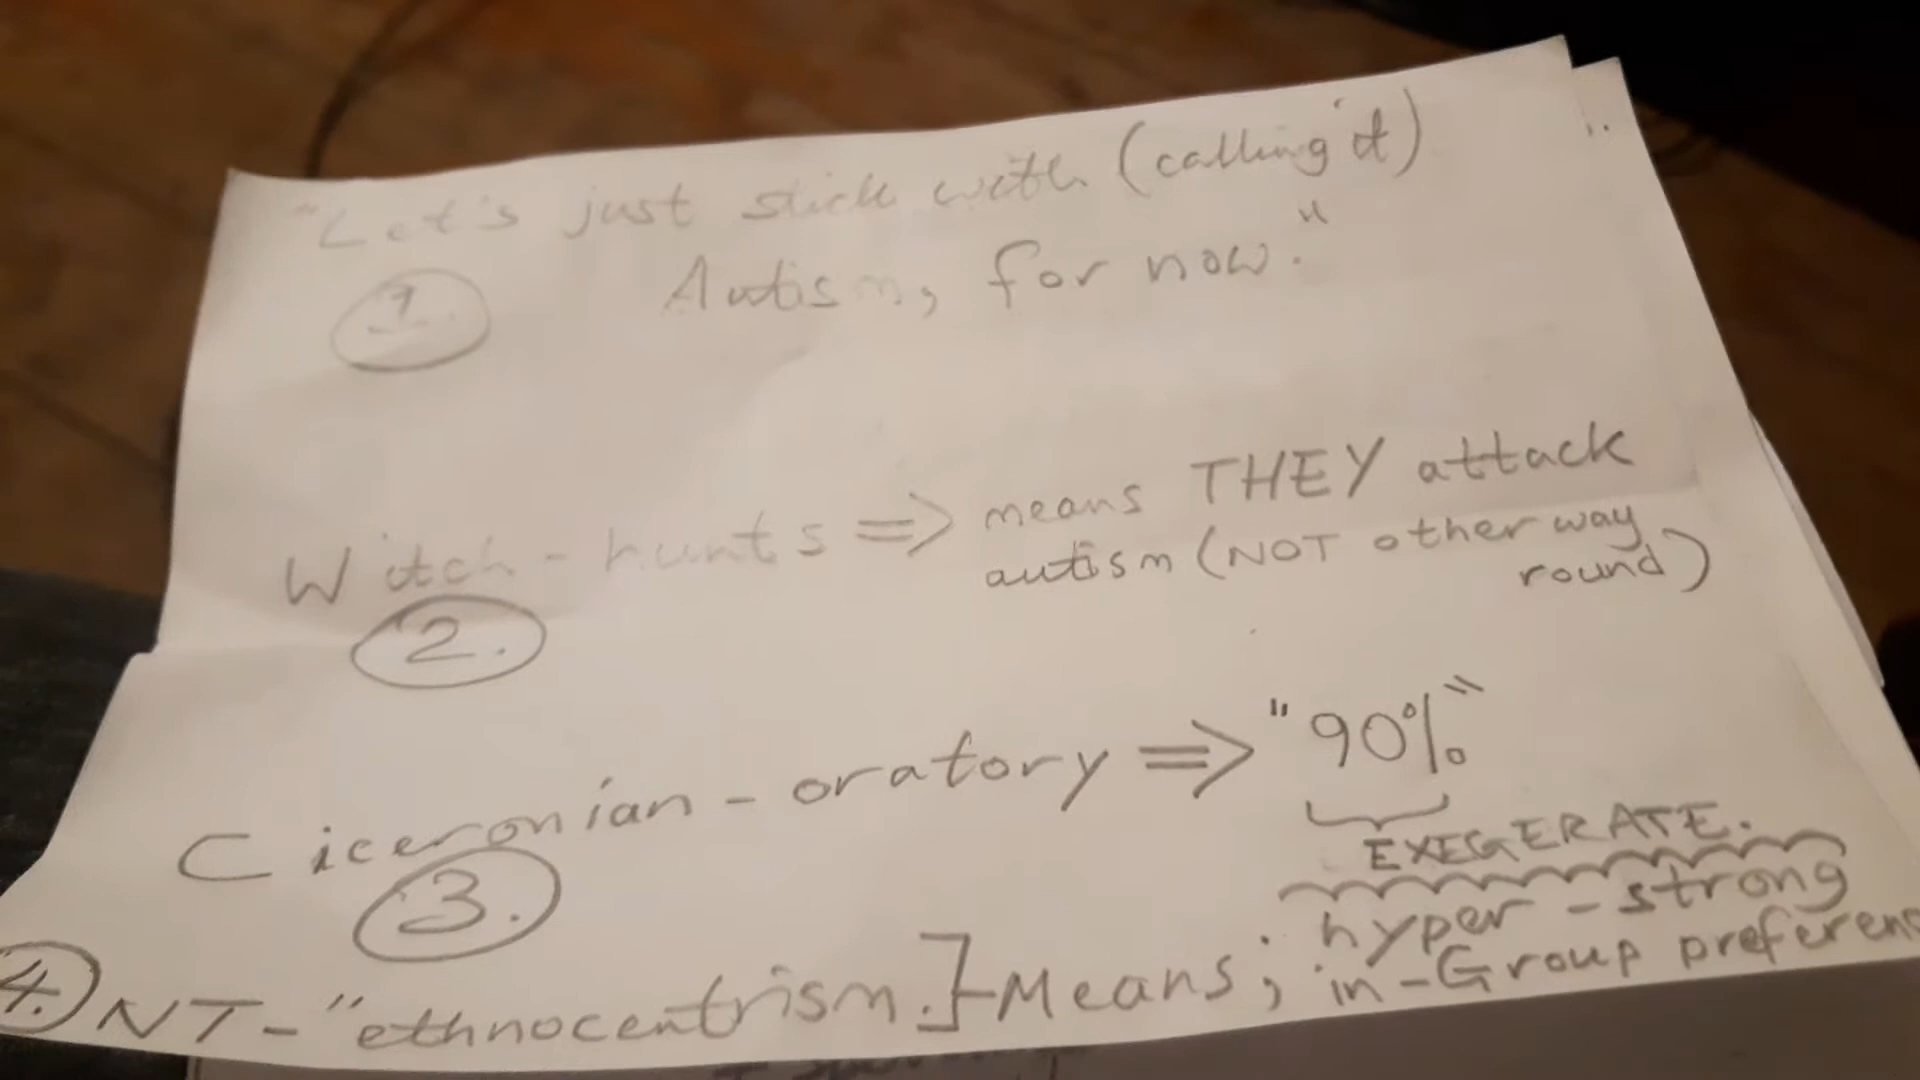 "Let's just stick with (calling it)
Autism, for now."
1.
Witch-hunts => means THEY attack
autism (NOT other way
round)
2.
Ciceronian-oratory => "90%"
EXEGERATE.
3.
4. NT-"ethnocentrism.]-Means; hyper-strong
in-Group preferenc